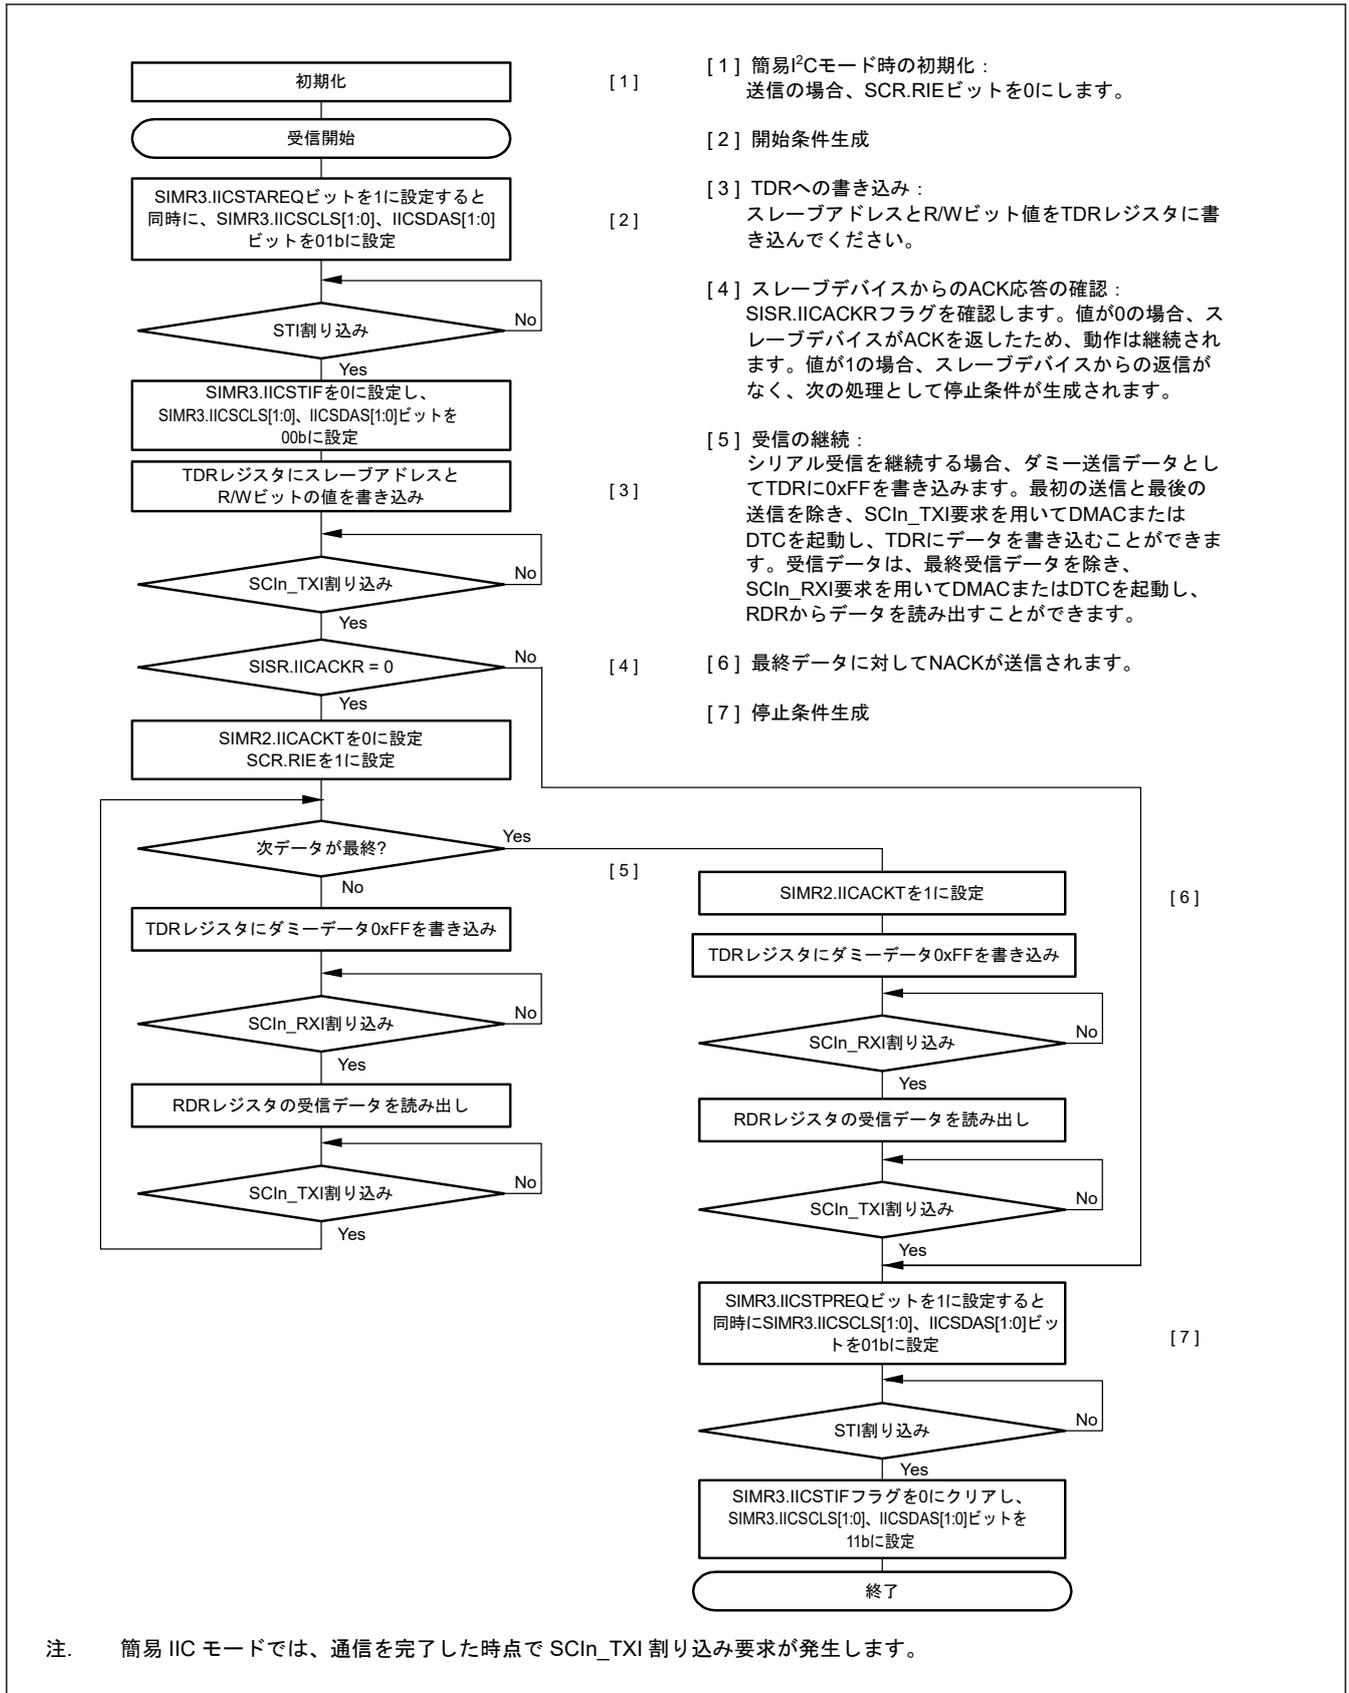 初期化
[ 1 ]
受信開始
SIMR3.IICSTAREQビットを1に設定すると
同時に、SIMR3.IICSCLS[1:0]、IICSDAS[1:0]
ビットを01bに設定
[ 2 ]
STI割り込み
No
Yes
SIMR3.IICSTIFを0に設定し、
SIMR3.IICSCLS[1:0]、IICSDAS[1:0]ビットを
00bに設定
TDRレジスタにスレーブアドレスと
R/Wビットの値を書き込み
[ 3 ]
SCIn_TXI割り込み
No
Yes
SISR.IICACKR = 0
No
[ 4 ]
Yes
SIMR2.IICACKTを0に設定
SCR.RIEを1に設定
次データが最終?
Yes
[ 5 ]
No
TDRレジスタにダミーデータ0xFFを書き込み
SCIn_RXI割り込み
No
Yes
RDRレジスタの受信データを読み出し
SCIn_TXI割り込み
No
Yes
[ 1 ] 簡易I²Cモード時の初期化：
送信の場合、SCR.RIEビットを0にします。
[ 2 ] 開始条件生成
[ 3 ] TDRへの書き込み：
スレーブアドレスとR/Wビット値をTDRレジスタに書
き込んでください。
[ 4 ] スレーブデバイスからのACK応答の確認：
SISR.IICACKRフラグを確認します。値が0の場合、ス
レーブデバイスがACKを返したため、動作は継続され
ます。値が1の場合、スレーブデバイスからの返信が
なく、次の処理として停止条件が生成されます。
[ 5 ] 受信の継続：
シリアル受信を継続する場合、ダミー送信データとし
てTDRに0xFFを書き込みます。最初の送信と最後の
送信を除き、SCIn_TXI要求を用いてDMACまたは
DTCを起動し、TDRにデータを書き込むことができま
す。受信データは、最終受信データを除き、
SCIn_RXI要求を用いてDMACまたはDTCを起動し、
RDRからデータを読み出すことができます。
[ 6 ] 最終データに対してNACKが送信されます。
[ 7 ] 停止条件生成
SIMR2.IICACKTを1に設定
[ 6 ]
TDRレジスタにダミーデータ0xFFを書き込み
SCIn_RXI割り込み
No
Yes
RDRレジスタの受信データを読み出し
SCIn_TXI割り込み
No
Yes
SIMR3.IICSTPREQビットを1に設定すると
同時にSIMR3.IICSCLS[1:0]、IICSDAS[1:0]ビッ
トを01bに設定
[ 7 ]
STI割り込み
No
Yes
SIMR3.IICSTIFフラグを0にクリアし、
SIMR3.IICSCLS[1:0]、IICSDAS[1:0]ビットを
11bに設定
終了
注. 簡易 IIC モードでは、通信を完了した時点で SCIn_TXI 割り込み要求が発生します。